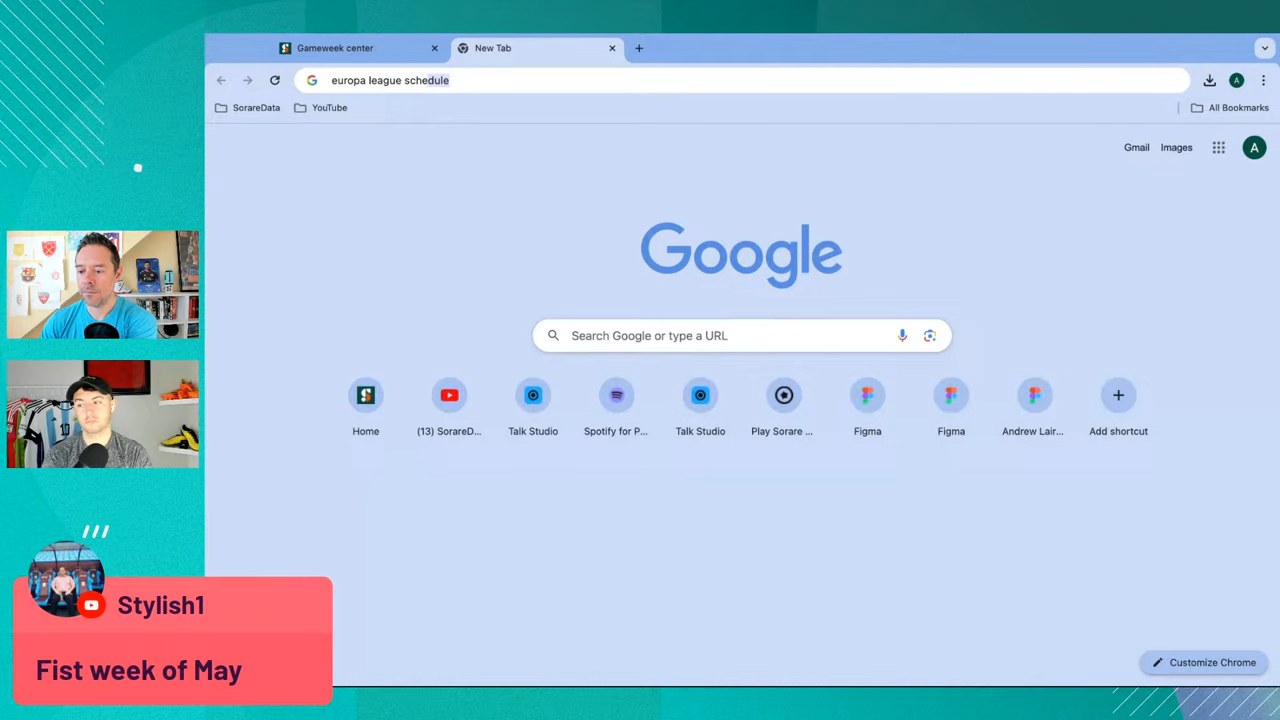 Gameweek center
New Tab
europa league schedule
SorareData
YouTube
All Bookmarks
Gmail
Images
A
Google
Search Google or type a URL
Home
(13) SorareD...
Talk Studio
Spotify for P...
Talk Studio
Play Sorare ...
Figma
Figma
Andrew Lair...
Add shortcut
Stylish1
Fist week of May
Customize Chrome